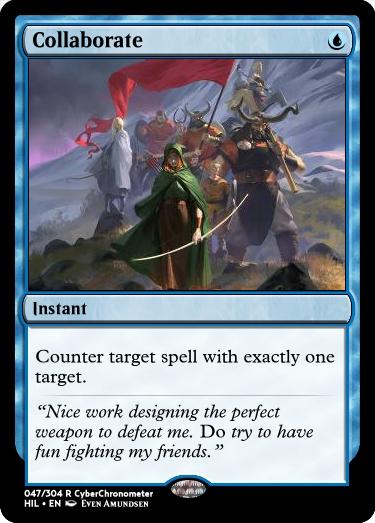 Collaborate
Instant
Counter target spell with exactly one
target.
“Nice work designing the perfect
weapon to defeat me. Do try to have
fun fighting my friends.”
047/304 R CyberChronometer
HIL • EN Even Amundsen